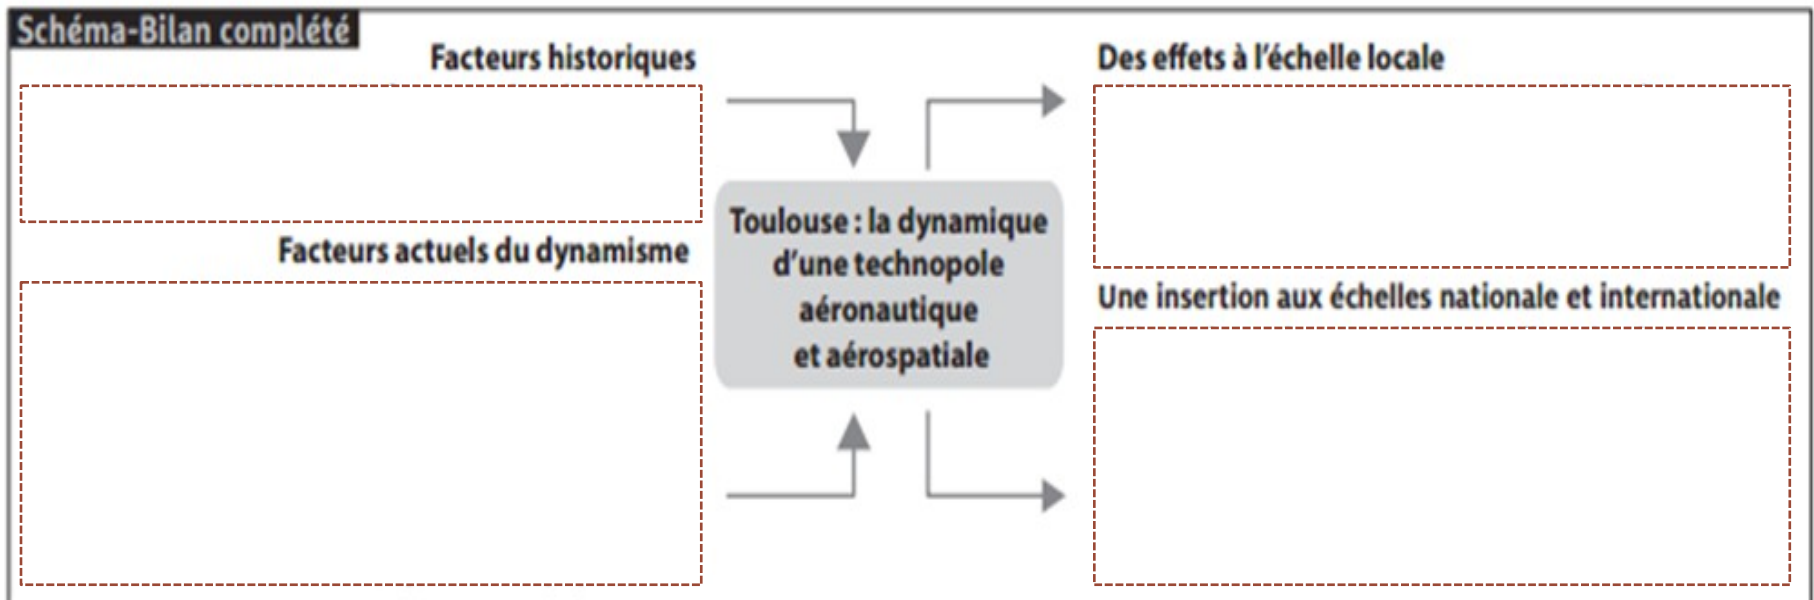 Schéma-Bilan complété
Facteurs historiques
Facteurs actuels du dynamisme
Toulouse : la dynamique
d'une technopole
aéronautique
et aérospatiale
Des effets à l'échelle locale
Une insertion aux échelles nationale et internationale